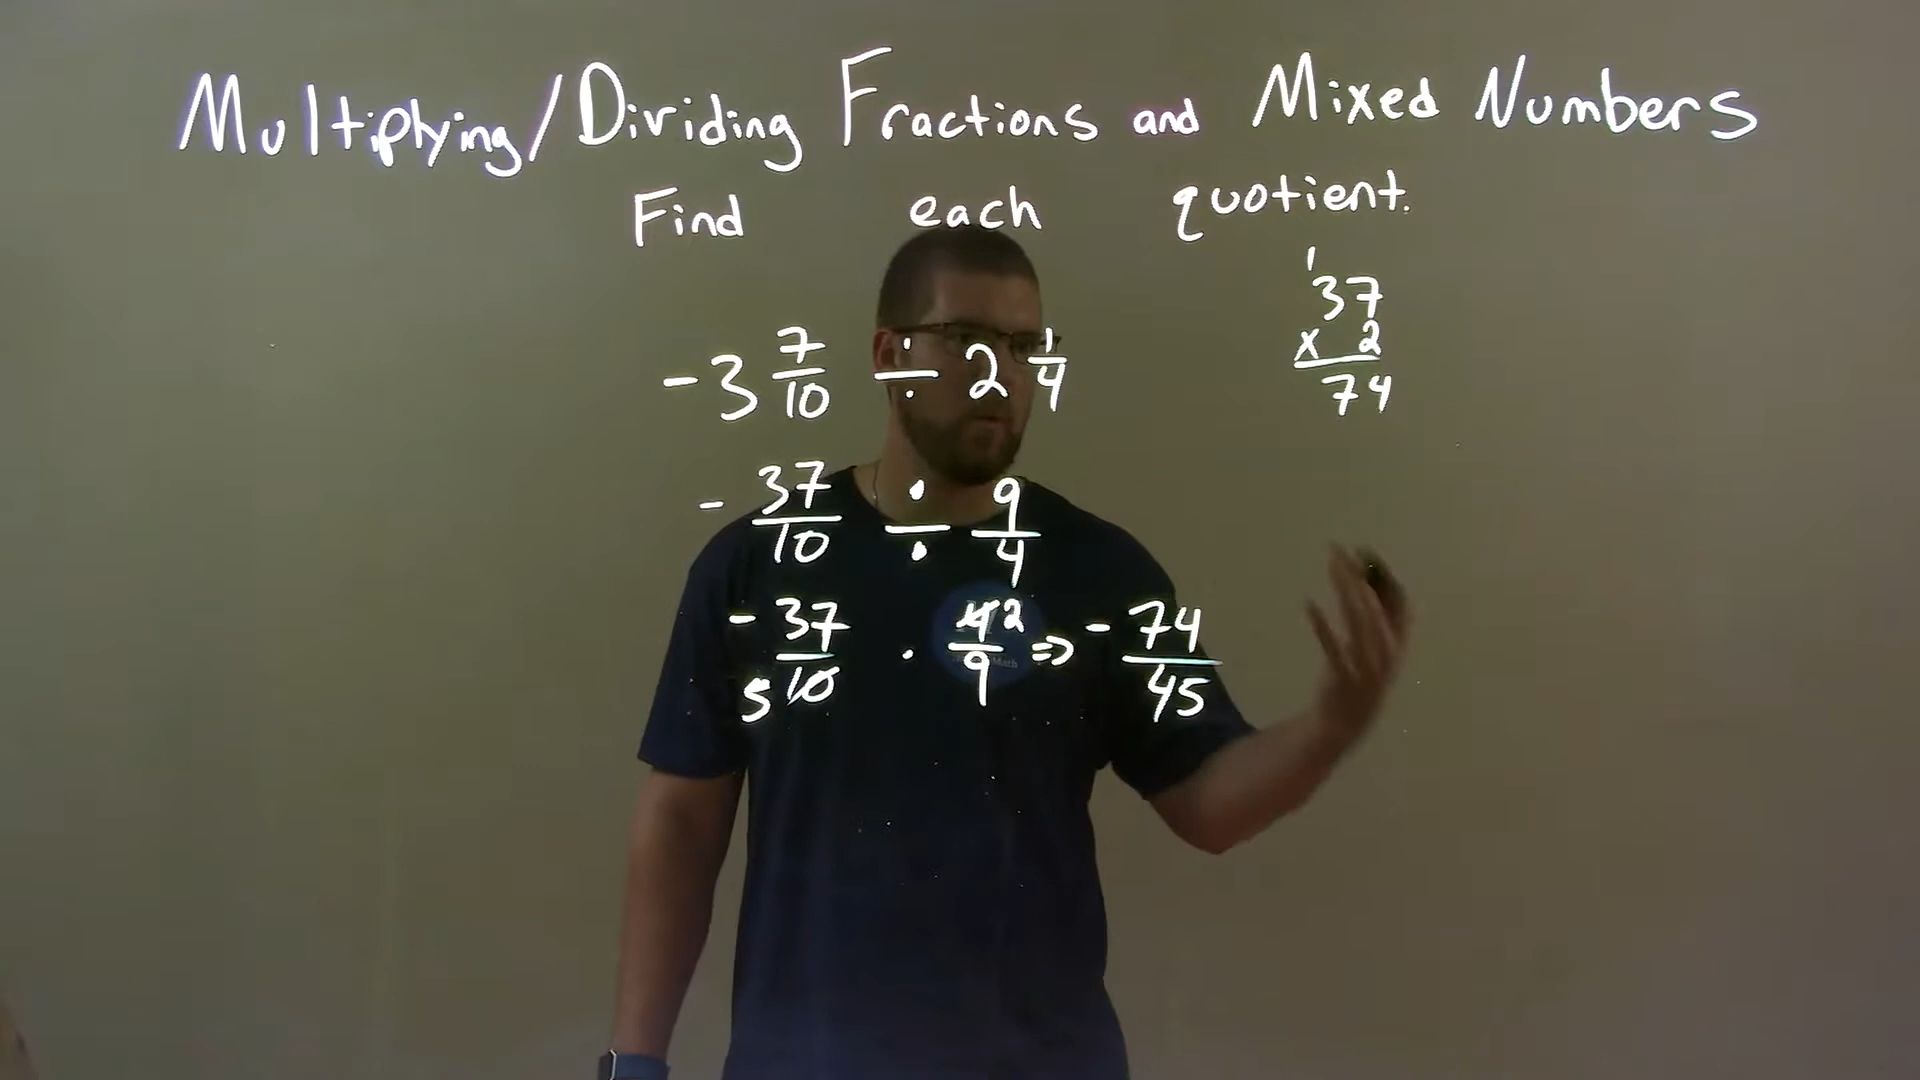 Multiplying/Dividing Fractions and Mixed Numbers
Find each quotient.
1
37
x 2
74
- 3 7/10 ÷ 2 1/4
- 37/10 ÷ 9/4
- 37/10 5 · 4 2/9 ⇒ - 74/45
Math